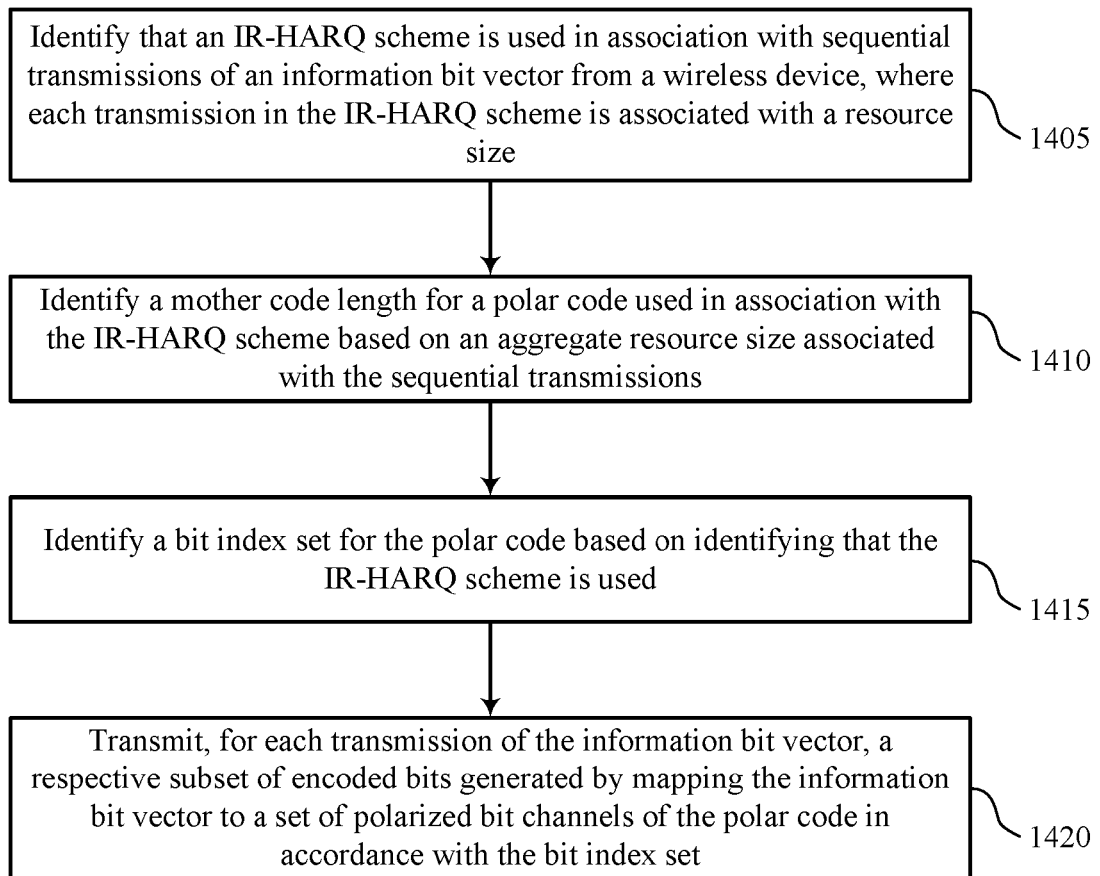 Identify that an IR-HARQ scheme is used in association with sequential
transmissions of an information bit vector from a wireless device, where
each transmission in the IR-HARQ scheme is associated with a resource
size
1405
Identify a mother code length for a polar code used in association with
the IR-HARQ scheme based on an aggregate resource size associated
with the sequential transmissions
1410
Identify a bit index set for the polar code based on identifying that the
IR-HARQ scheme is used
1415
Transmit, for each transmission of the information bit vector, a
respective subset of encoded bits generated by mapping the information
bit vector to a set of polarized bit channels of the polar code in
accordance with the bit index set
1420